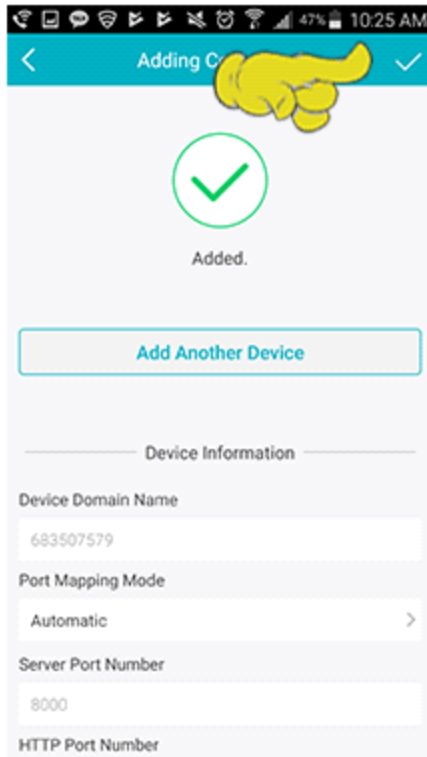 47% 10:25 AM
Adding
Added.
Add Another Device
Device Information
Device Domain Name
683507579
Port Mapping Mode
Automatic
Server Port Number
8000
HTTP Port Number